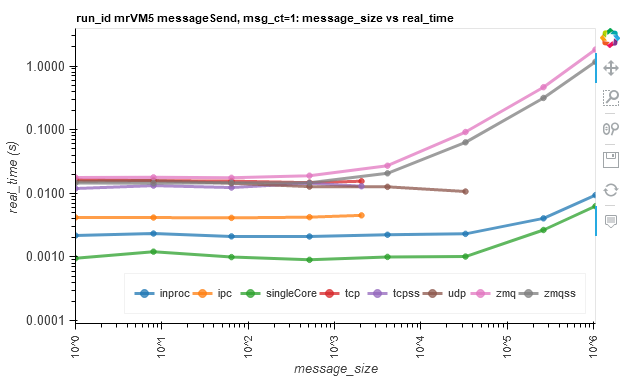 run_id mrVM5 messageSend, msg_ct=1: message_size vs real_time
real_time (s)
1.0000
0.1000
0.0100
0.0010
0.0001
inproc ipc singleCore tcp tcpss udp zmq zmqss
10^0 10^1 10^2 10^3 10^4 10^5 10^6
message_size